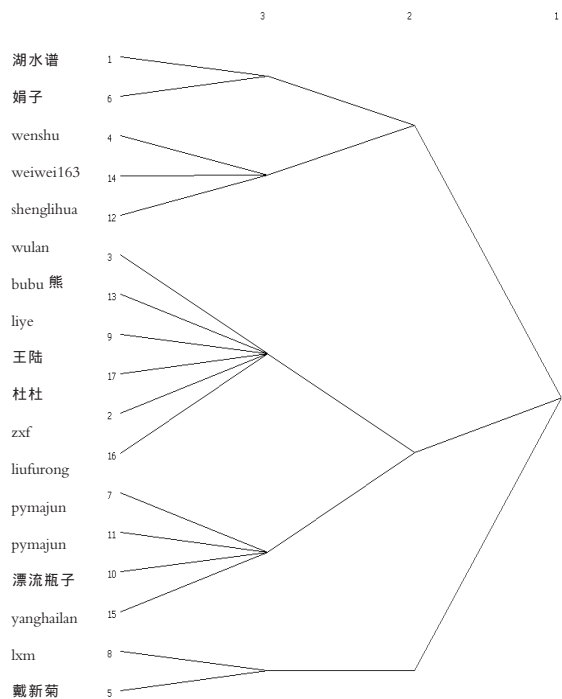 3 2 1
湖水谱 1
娟子 6
wenshu 4
weiwei163 14
shenglihua 12
wulan 3
bubu 熊 13
liye 9
王陆 17
杜杜 2
zxf 16
liufurong
pymajun 7
pymajun 11
漂流瓶子 10
yanghailan 15
lxm 8
戴新菊 5